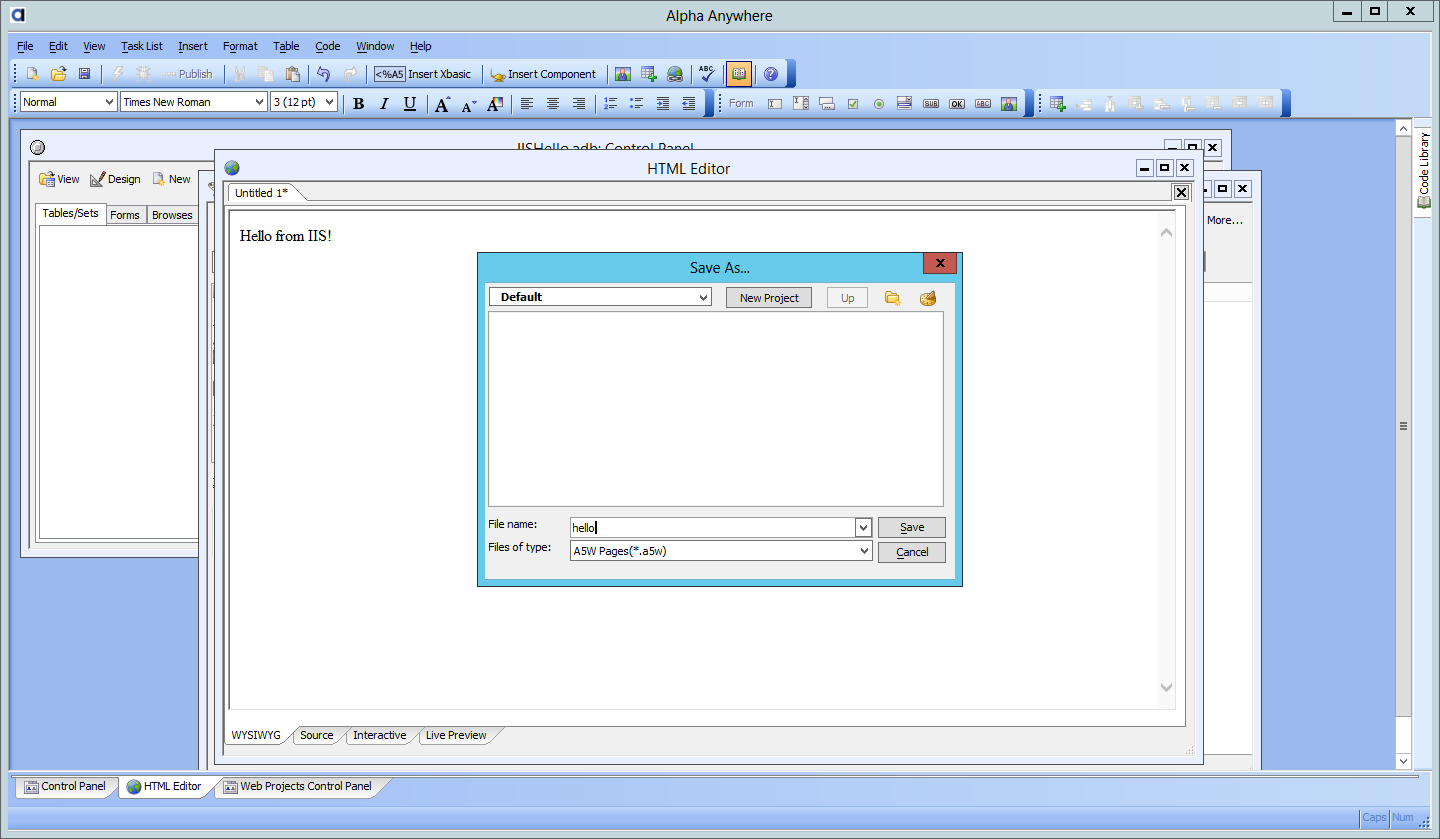 Alpha Anywhere
File Edit View Task List Insert Format Table Code Window Help
Publish <%A5 Insert Xbasic Insert Component ABC
Normal Times New Roman 3 (12 pt) B I U A A A Form SUB OK ABC
IISHello.adb: Control Panel
HTML Editor
View Design New
Untitled 1*
Tables/Sets Forms Browses
More...
Code Library
Hello from IIS!
Save As...
Default New Project Up
File name: hello Save
Files of type: A5W Pages(*.a5w) Cancel
WYSIWYG Source Interactive Live Preview
Control Panel HTML Editor Web Projects Control Panel
Caps Num